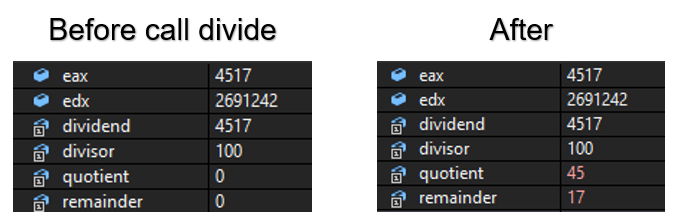 Before call divide
eax 4517
edx 2691242
dividend 4517
divisor 100
quotient 0
remainder 0
After
eax 4517
edx 2691242
dividend 4517
divisor 100
quotient 45
remainder 17